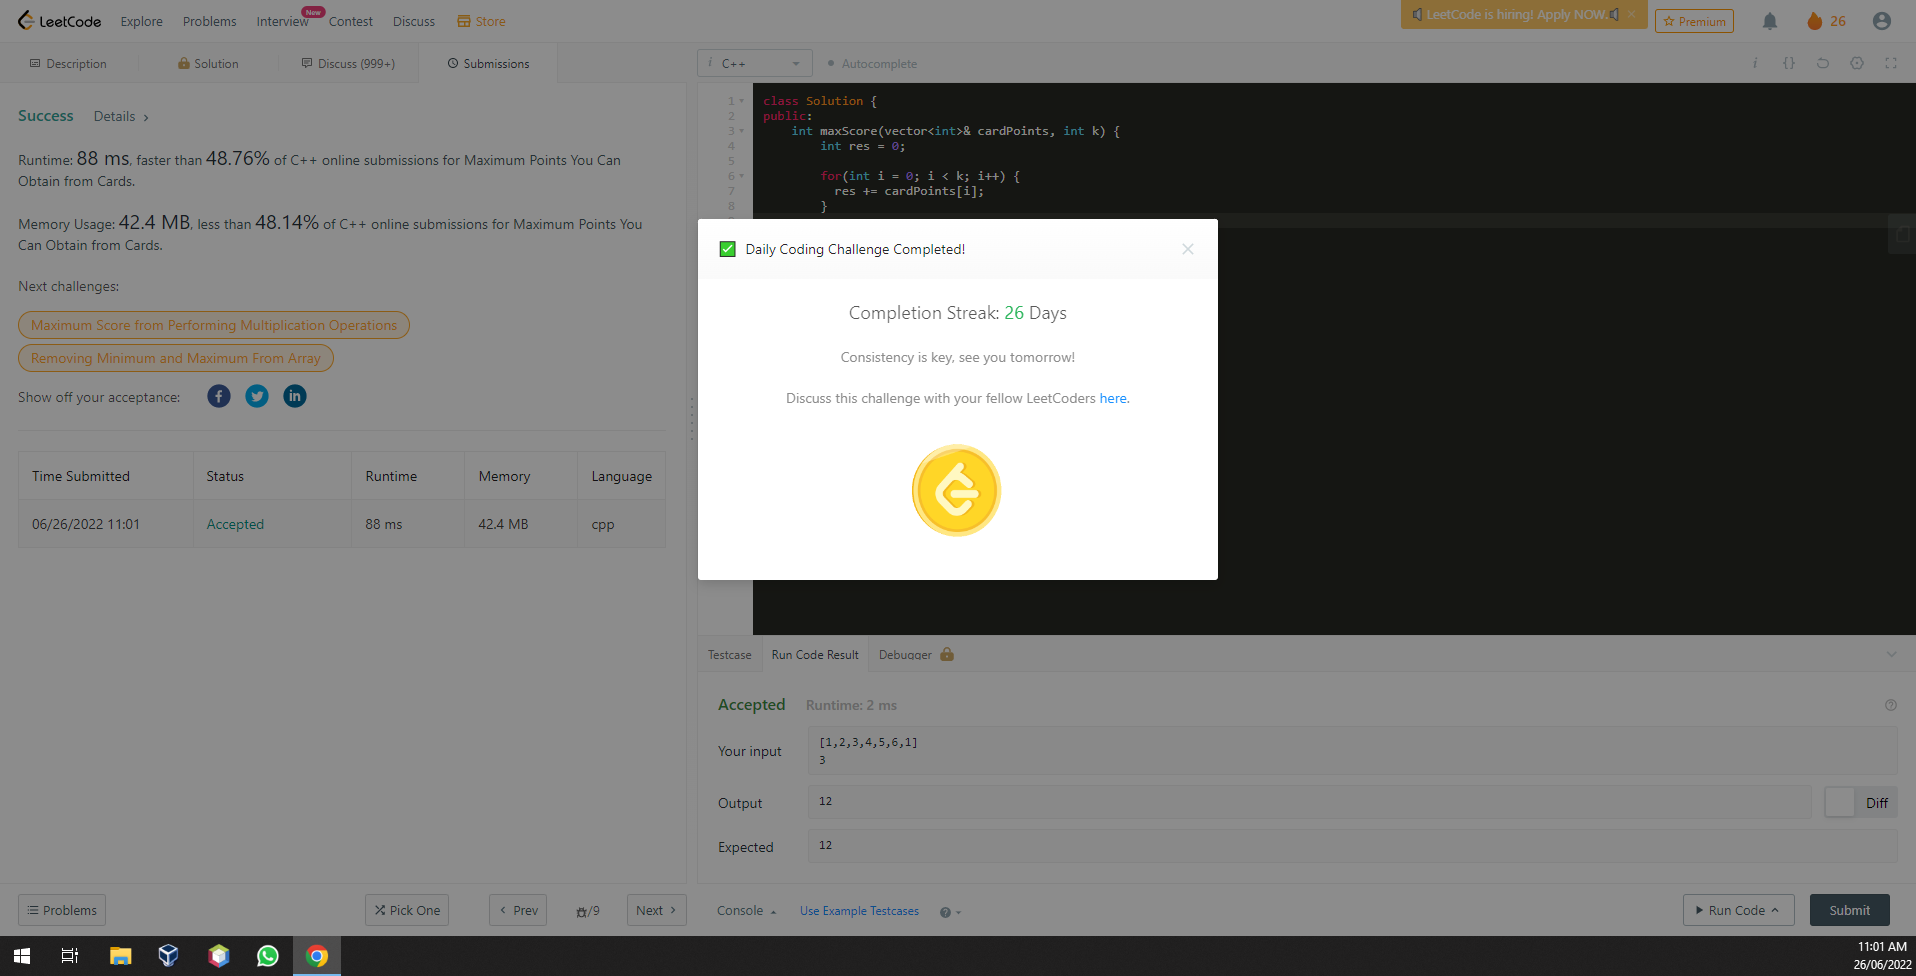 LeetCode Explore Problems Interview New Contest Discuss Store LeetCode is hiring! Apply NOW. Premium 26
Description Solution Discuss (999+) Submissions i C++ Autocomplete i {}
Success Details
Runtime: 88 ms, faster than 48.76% of C++ online submissions for Maximum Points You Can
Obtain from Cards.
Memory Usage: 42.4 MB, less than 48.14% of C++ online submissions for Maximum Points You
Can Obtain from Cards.
Next challenges:
Maximum Score from Performing Multiplication Operations
Removing Minimum and Maximum From Array
Show off your acceptance:
Time Submitted Status Runtime Memory Language
06/26/2022 11:01 Accepted 88 ms 42.4 MB cpp
1 class Solution {
2 public:
3 int maxScore(vector<int>& cardPoints, int k) {
4 int res = 0;
5
6 for(int i = 0; i < k; i++) {
7 res += cardPoints[i];
8 }
Daily Coding Challenge Completed!
Completion Streak: 26 Days
Consistency is key, see you tomorrow!
Discuss this challenge with your fellow LeetCoders here.
Testcase Run Code Result Debugger
Accepted Runtime: 2 ms
Your input [1,2,3,4,5,6,1]
3
Output 12 Diff
Expected 12
Problems Pick One Prev /9 Next Console Use Example Testcases Run Code Submit
11:01 AM
26/06/2022